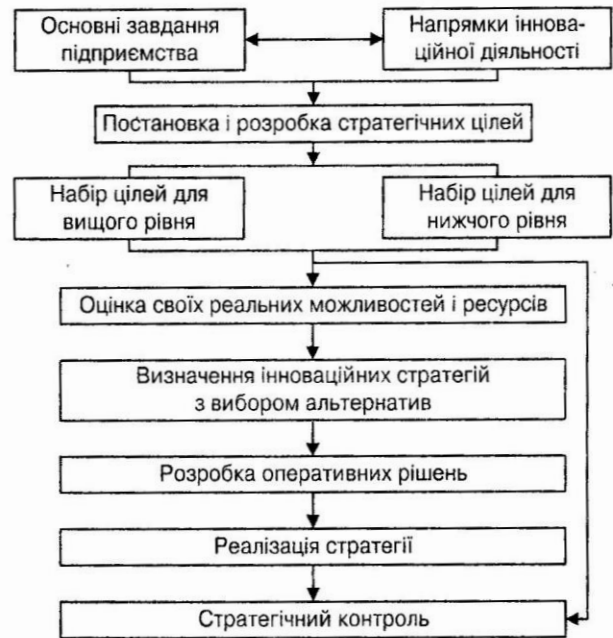 Основні завдання
підприємства
Напрямки іннова-
ційної діяльності
Постановка і розробка стратегічних цілей
Набір цілей для
вищого рівня
Набір цілей для
нижчого рівня
Оцінка своїх реальних можливостей і ресурсів
Визначення інноваційних стратегій
з вибором альтернатив
Розробка оперативних рішень
Реалізація стратегії
Стратегічний контроль